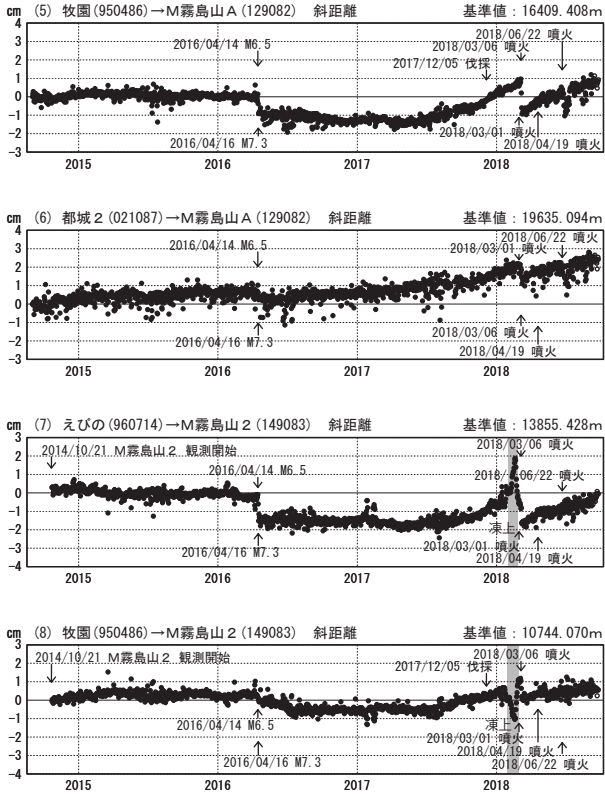 cm (5) 牧園(950486)→M霧島山A(129082) 斜距離 基準値：16409.408m
4
3
2
1
0
-1
-2
-3
2016/04/14 M6.5
2018/06/22 噴火
2018/03/06 噴火
2017/12/05 伐採
2016/04/16 M7.3
2018/03/01 噴火
2018/04/19 噴火
2015 2016 2017 2018
cm (6) 都城2(021087)→M霧島山A(129082) 斜距離 基準値：19635.094m
4
3
2
1
0
-1
-2
-3
2016/04/14 M6.5
2018/06/22 噴火
2018/03/01 噴火
2016/04/16 M7.3
2018/03/06 噴火
2018/04/19 噴火
2015 2016 2017 2018
cm (7) えびの(960714)→M霧島山2(149083) 斜距離 基準値：13855.428m
3
2
1
0
-1
-2
-3
-4
2014/10/21 M霧島山2 観測開始
2018/03/06 噴火
2016/04/14 M6.5
2018/06/22 噴火
凍上
2016/04/16 M7.3
2018/03/01 噴火
2018/04/19 噴火
2015 2016 2017 2018
cm (8) 牧園(950486)→M霧島山2(149083) 斜距離 基準値：10744.070m
3
2
1
0
-1
-2
-3
-4
2014/10/21 M霧島山2 観測開始
2018/03/06 噴火
2017/12/05 伐採
2016/04/14 M6.5
凍上
2018/03/01 噴火
2018/04/19 噴火
2016/04/16 M7.3
2018/06/22 噴火
2015 2016 2017 2018